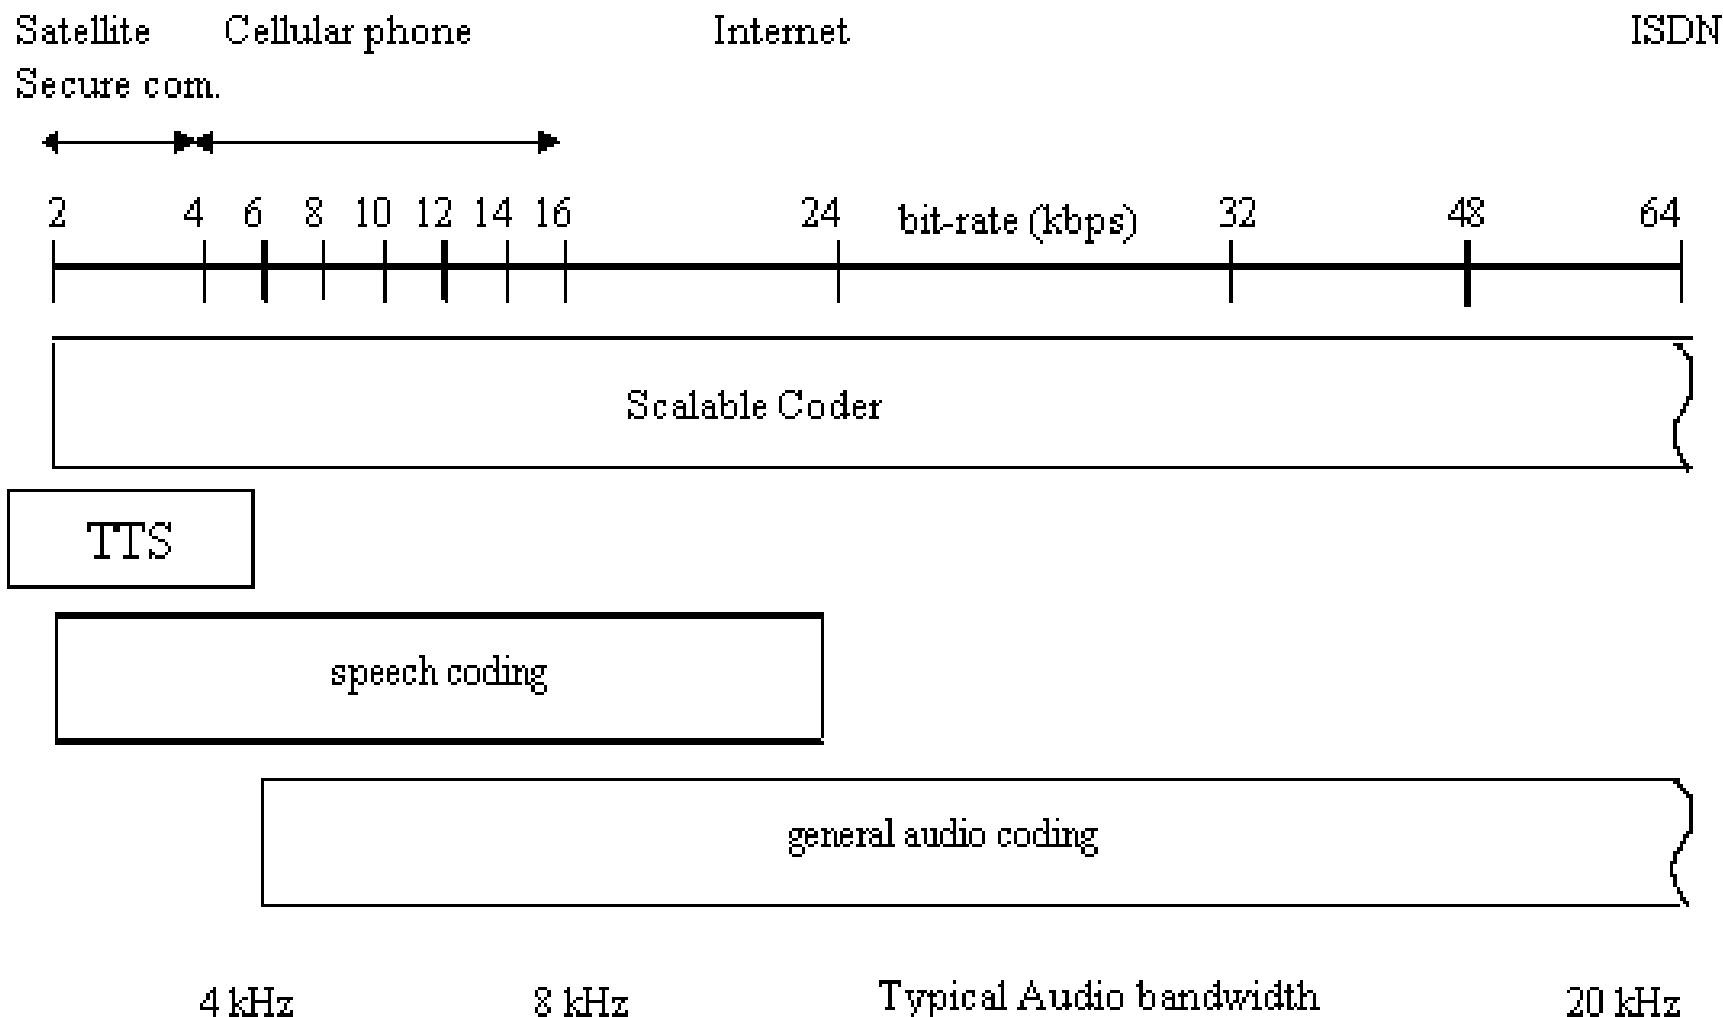 Satellite Cellular phone Internet ISDN
Secure com.
2 4 6 8 10 12 14 16 24 bit-rate (kbps) 32 48 64
Scalable Coder
TTS
speech coding
general audio coding
4 kHz 8 kHz Typical Audio bandwidth 20 kHz